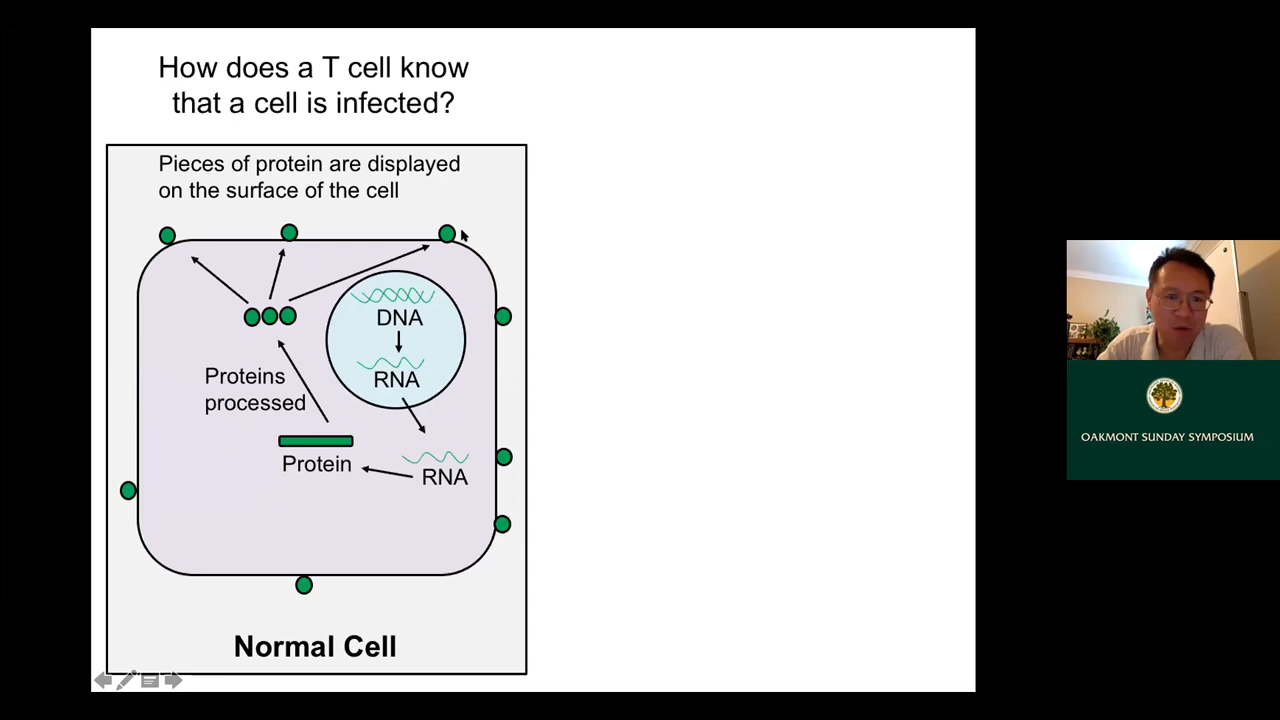 How does a T cell know
that a cell is infected?
Pieces of protein are displayed
on the surface of the cell
DNA
RNA
Proteins
processed
Protein
RNA
Normal Cell
OAKMONT SUNDAY SYMPOSIUM